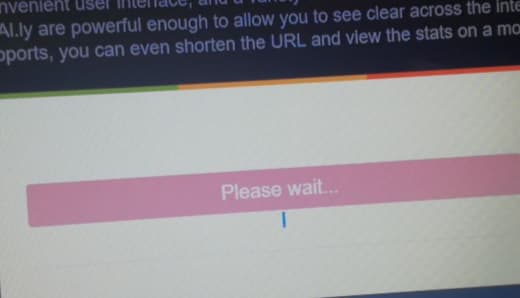 nvenient user interface, and a variety
AI.ly are powerful enough to allow you to see clear across the inte
pports, you can even shorten the URL and view the stats on a mo
Please wait...